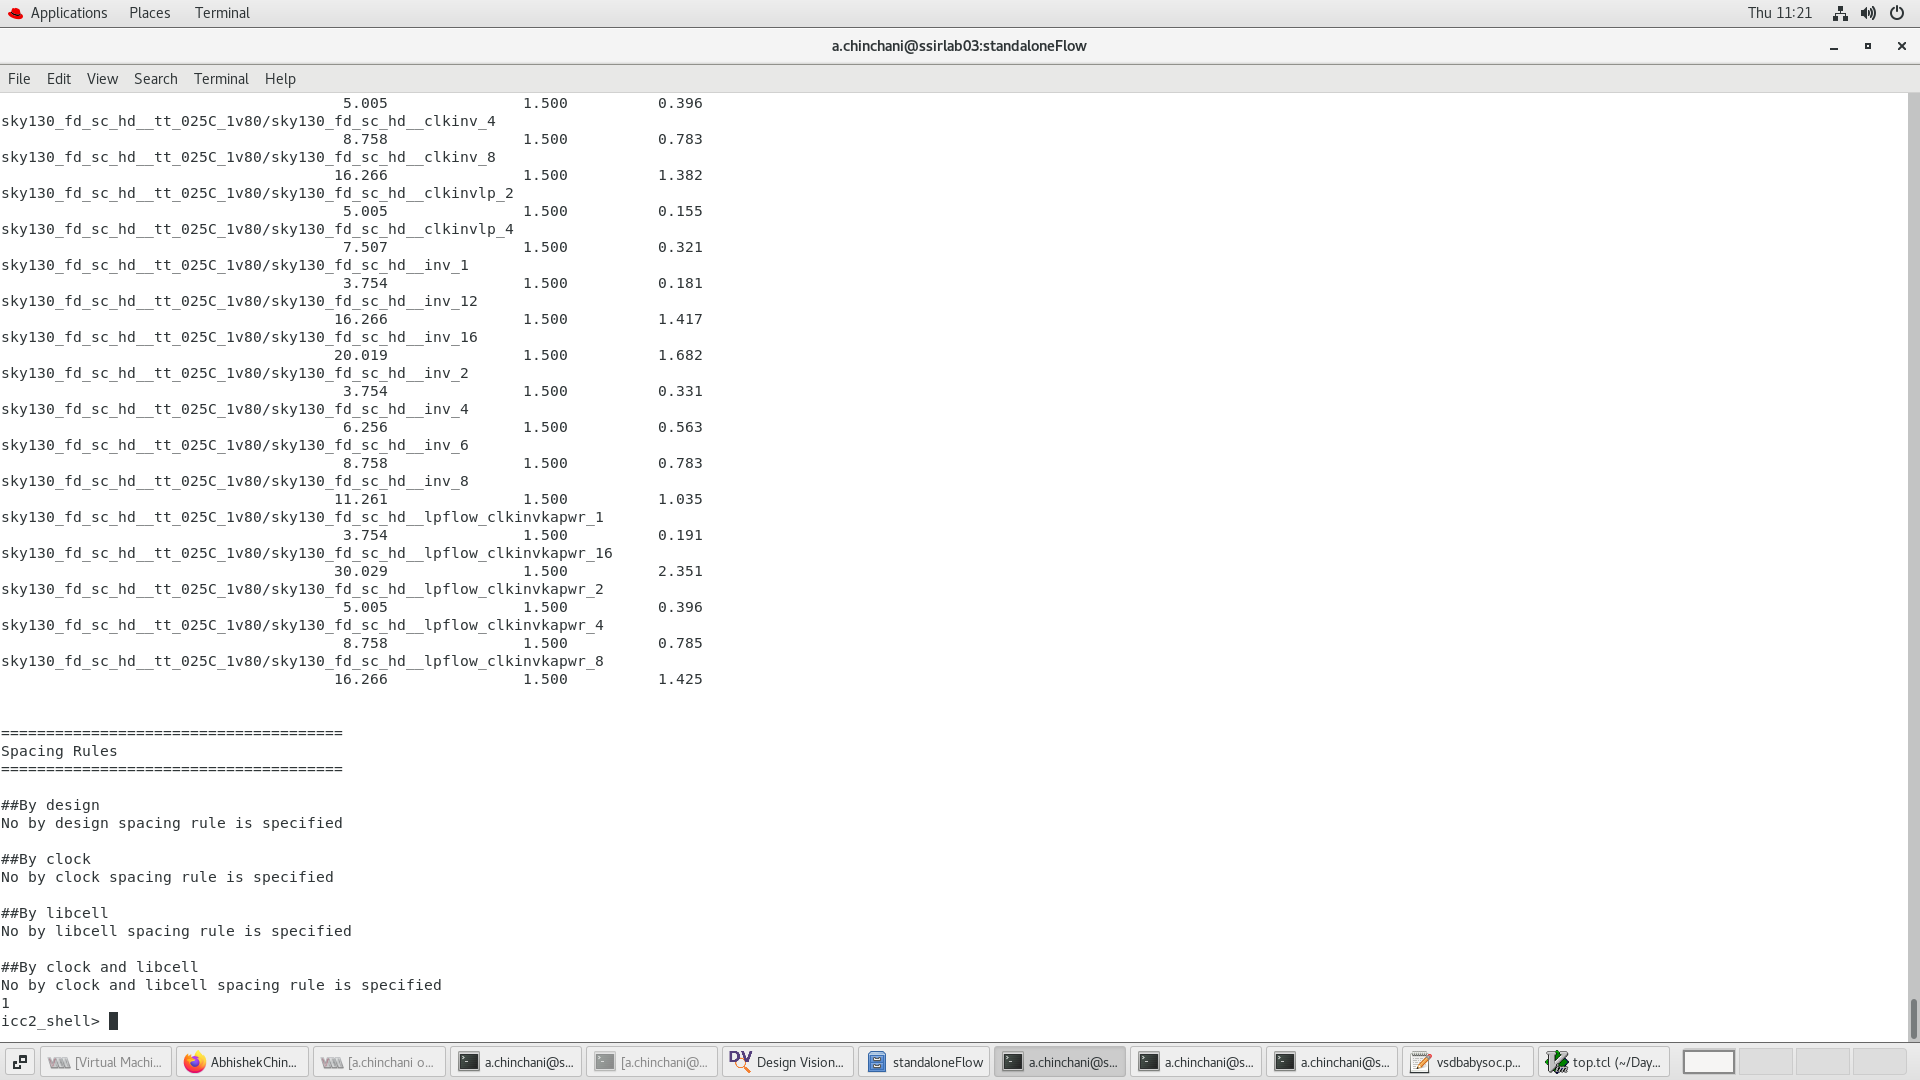 Applications Places Terminal Thu 11:21
a.chinchani@ssirlab03:standaloneFlow
File Edit View Search Terminal Help
5.005 1.500 0.396
sky130_fd_sc_hd__tt_025C_1v80/sky130_fd_sc_hd__clkinv_4
8.758 1.500 0.783
sky130_fd_sc_hd__tt_025C_1v80/sky130_fd_sc_hd__clkinv_8
16.266 1.500 1.382
sky130_fd_sc_hd__tt_025C_1v80/sky130_fd_sc_hd__clkinvlp_2
5.005 1.500 0.155
sky130_fd_sc_hd__tt_025C_1v80/sky130_fd_sc_hd__clkinvlp_4
7.507 1.500 0.321
sky130_fd_sc_hd__tt_025C_1v80/sky130_fd_sc_hd__inv_1
3.754 1.500 0.181
sky130_fd_sc_hd__tt_025C_1v80/sky130_fd_sc_hd__inv_12
16.266 1.500 1.417
sky130_fd_sc_hd__tt_025C_1v80/sky130_fd_sc_hd__inv_16
20.019 1.500 1.682
sky130_fd_sc_hd__tt_025C_1v80/sky130_fd_sc_hd__inv_2
3.754 1.500 0.331
sky130_fd_sc_hd__tt_025C_1v80/sky130_fd_sc_hd__inv_4
6.256 1.500 0.563
sky130_fd_sc_hd__tt_025C_1v80/sky130_fd_sc_hd__inv_6
8.758 1.500 0.783
sky130_fd_sc_hd__tt_025C_1v80/sky130_fd_sc_hd__inv_8
11.261 1.500 1.035
sky130_fd_sc_hd__tt_025C_1v80/sky130_fd_sc_hd__lpflow_clkinvkapwr_1
3.754 1.500 0.191
sky130_fd_sc_hd__tt_025C_1v80/sky130_fd_sc_hd__lpflow_clkinvkapwr_16
30.029 1.500 2.351
sky130_fd_sc_hd__tt_025C_1v80/sky130_fd_sc_hd__lpflow_clkinvkapwr_2
5.005 1.500 0.396
sky130_fd_sc_hd__tt_025C_1v80/sky130_fd_sc_hd__lpflow_clkinvkapwr_4
8.758 1.500 0.785
sky130_fd_sc_hd__tt_025C_1v80/sky130_fd_sc_hd__lpflow_clkinvkapwr_8
16.266 1.500 1.425
======================================
Spacing Rules
======================================
##By design
No by design spacing rule is specified
##By clock
No by clock spacing rule is specified
##By libcell
No by libcell spacing rule is specified
##By clock and libcell
No by clock and libcell spacing rule is specified
1
icc2_shell>
[Virtual Machi... AbhishekChin... [a.chinchani o... a.chinchani@s... [a.chinchani@... DV Design Vision... standaloneFlow a.chinchani@s... a.chinchani@s... a.chinchani@s... vsdbabysoc.p... top.tcl (~/Day...